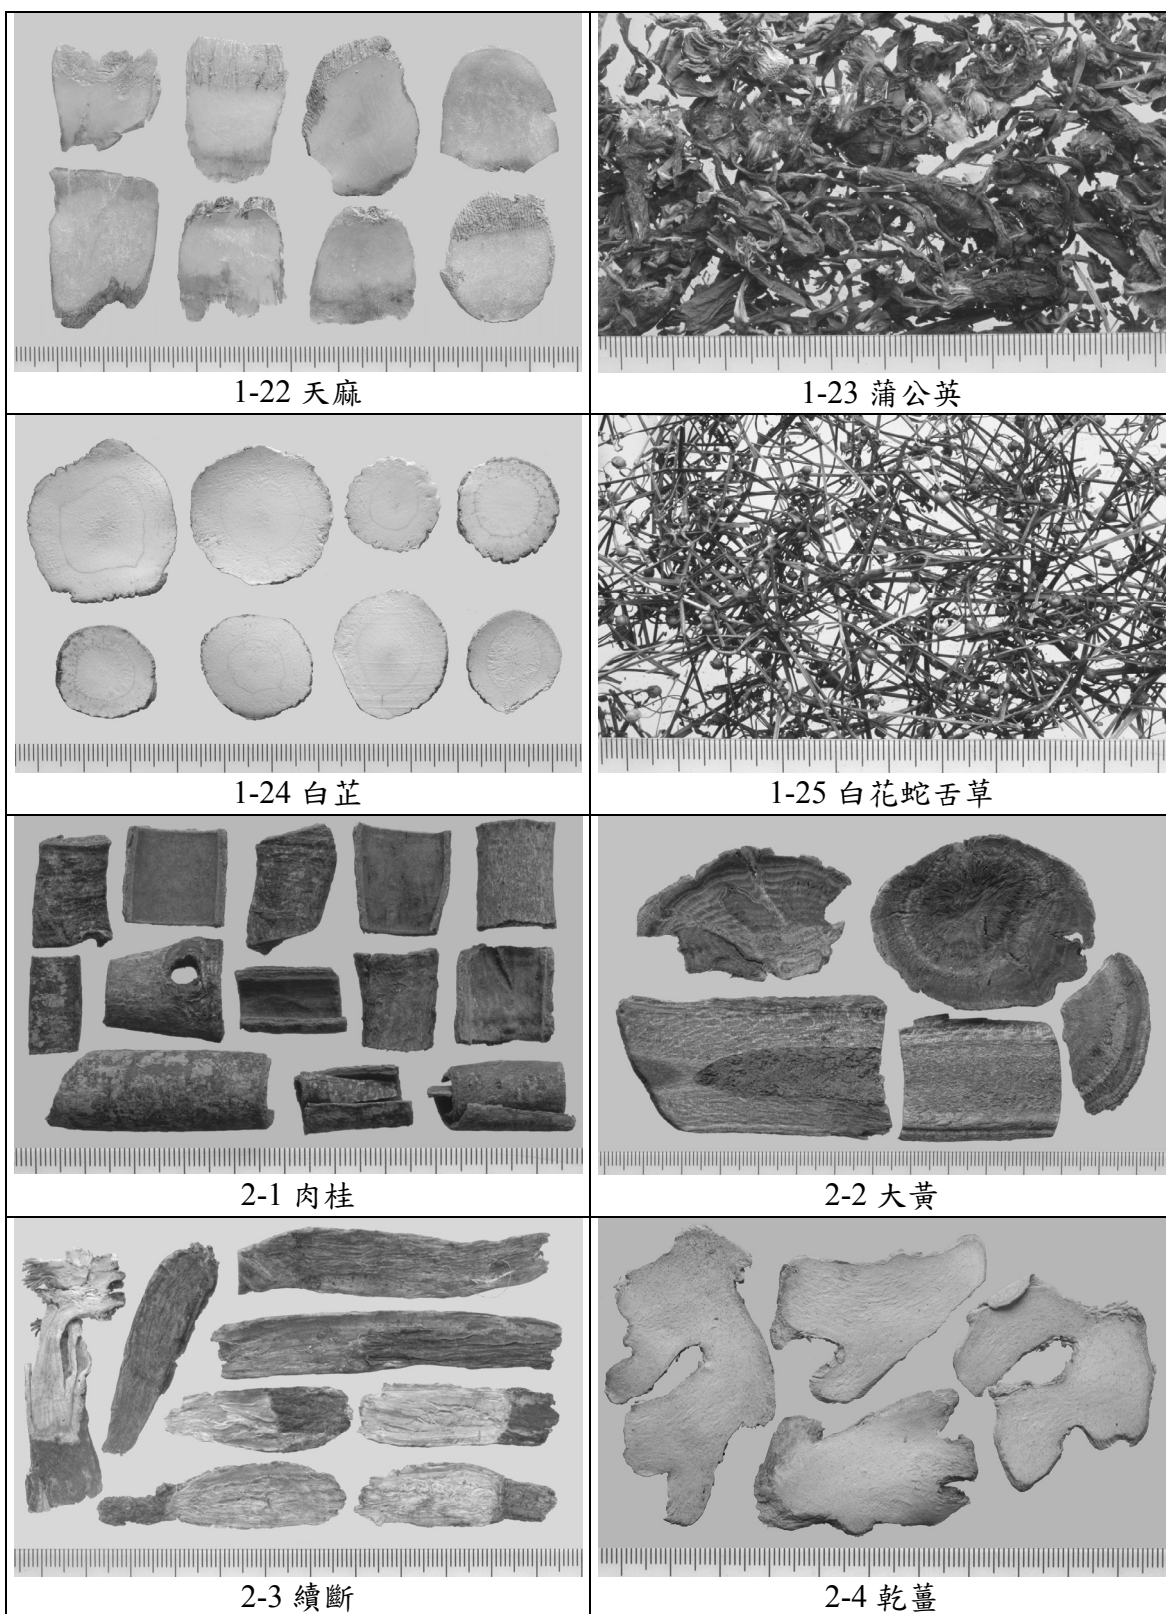 1-22 天麻
1-23 蒲公英
1-24 白芷
1-25 白花蛇舌草
2-1 肉桂
2-2 大黃
2-3 續斷
2-4 乾薑